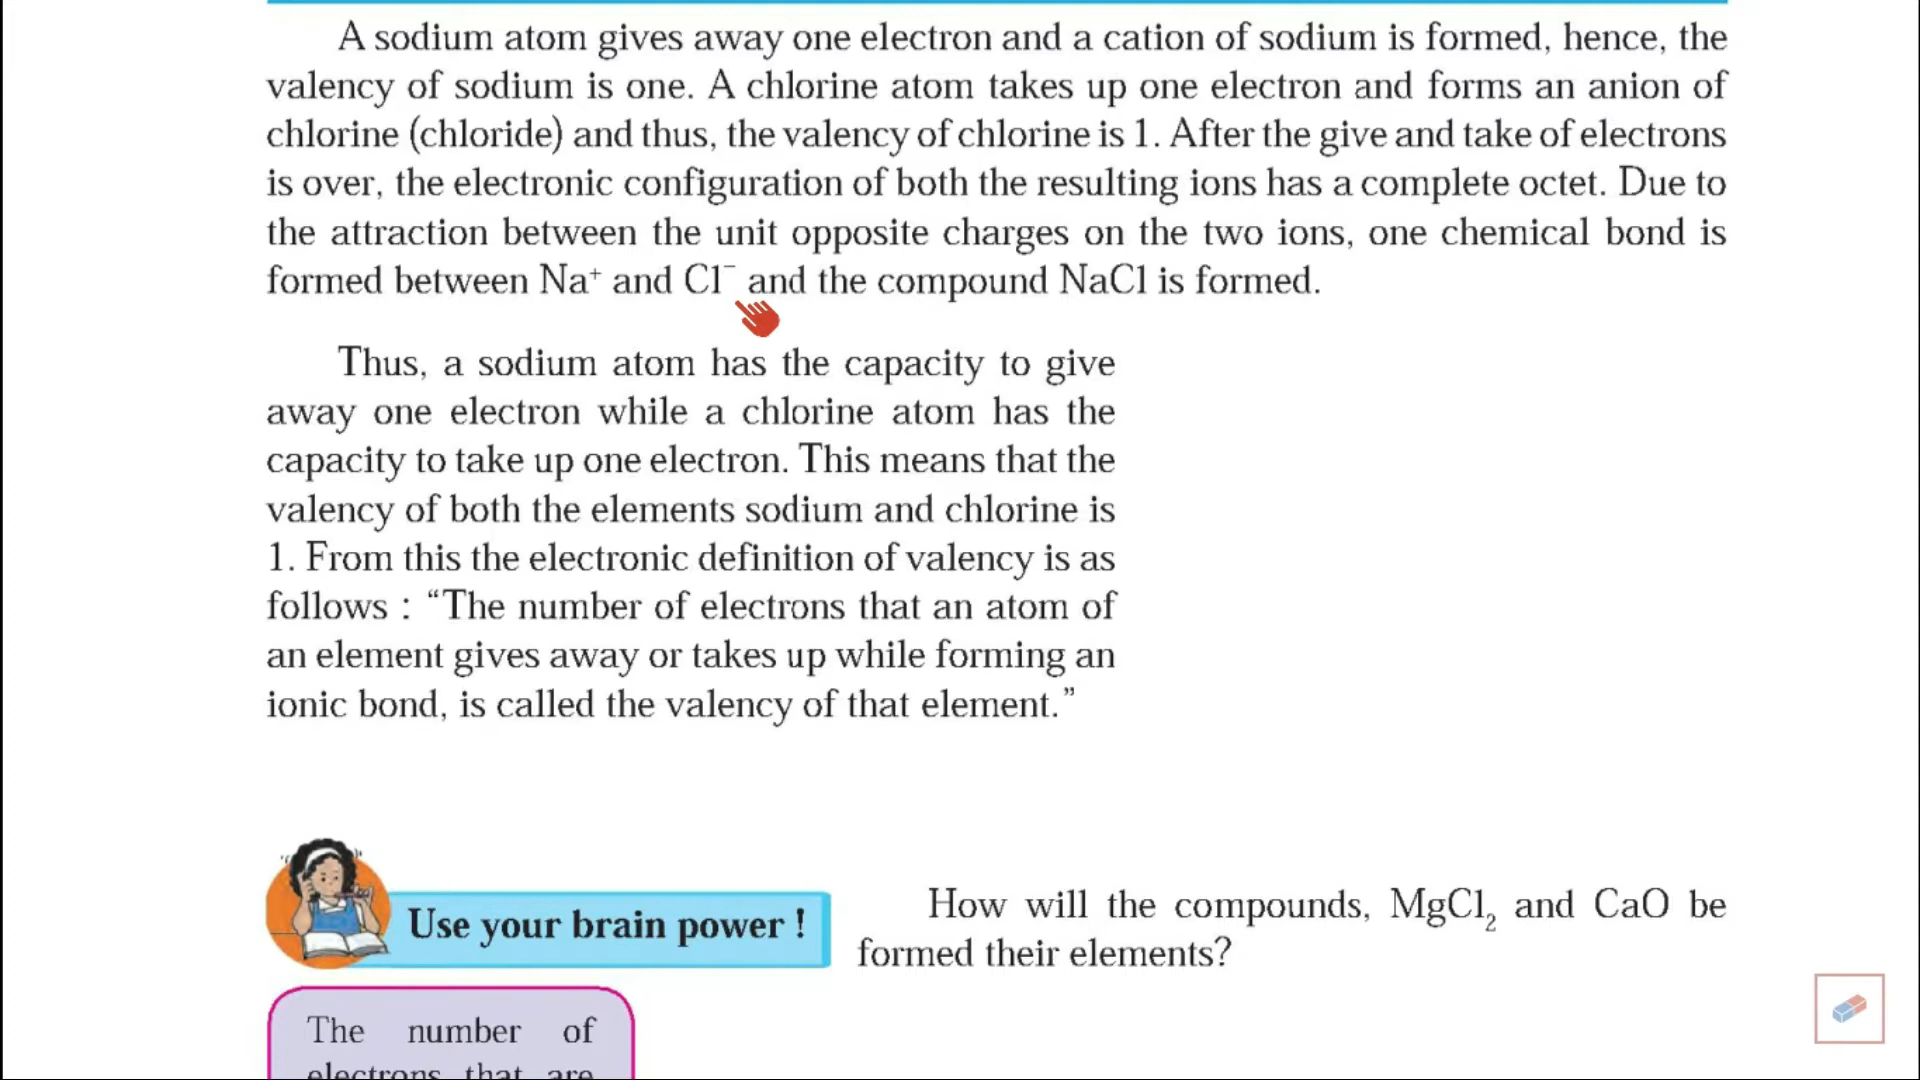 A sodium atom gives away one electron and a cation of sodium is formed, hence, the
valency of sodium is one. A chlorine atom takes up one electron and forms an anion of
chlorine (chloride) and thus, the valency of chlorine is 1. After the give and take of electrons
is over, the electronic configuration of both the resulting ions has a complete octet. Due to
the attraction between the unit opposite charges on the two ions, one chemical bond is
formed between Na⁺ and Cl⁻ and the compound NaCl is formed.
Thus, a sodium atom has the capacity to give
away one electron while a chlorine atom has the
capacity to take up one electron. This means that the
valency of both the elements sodium and chlorine is
1. From this the electronic definition of valency is as
follows : “The number of electrons that an atom of
an element gives away or takes up while forming an
ionic bond, is called the valency of that element.”
Use your brain power !
How will the compounds, MgCl₂ and CaO be
formed their elements?
The number of
electrons that are